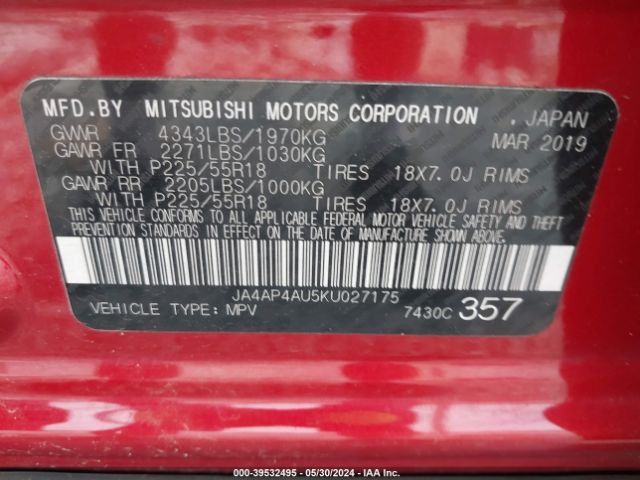 MFD.BY MITSUBISHI MOTORS CORPORATION . JAPAN
GVWR 4343LBS/1970KG MAR 2019
GAWR FR 2271LBS/1030KG
WITH P225/55R18 TIRES 18X7.0J RIMS
GAWR RR 2205LBS/1000KG
WITH P225/55R18 TIRES 18X7.0J RIMS
THIS VEHICLE CONFORMS TO ALL APPLICABLE FEDERAL MOTOR VEHICLE SAFETY AND THEFT
PREVENTION STANDARDS IN EFFECT ON THE DATE OF MANUFACTURE SHOWN ABOVE.
JA4AP4AU5KU027175
VEHICLE TYPE: MPV 7430C 357
000-39532495 - 05/30/2024 - IAA Inc.